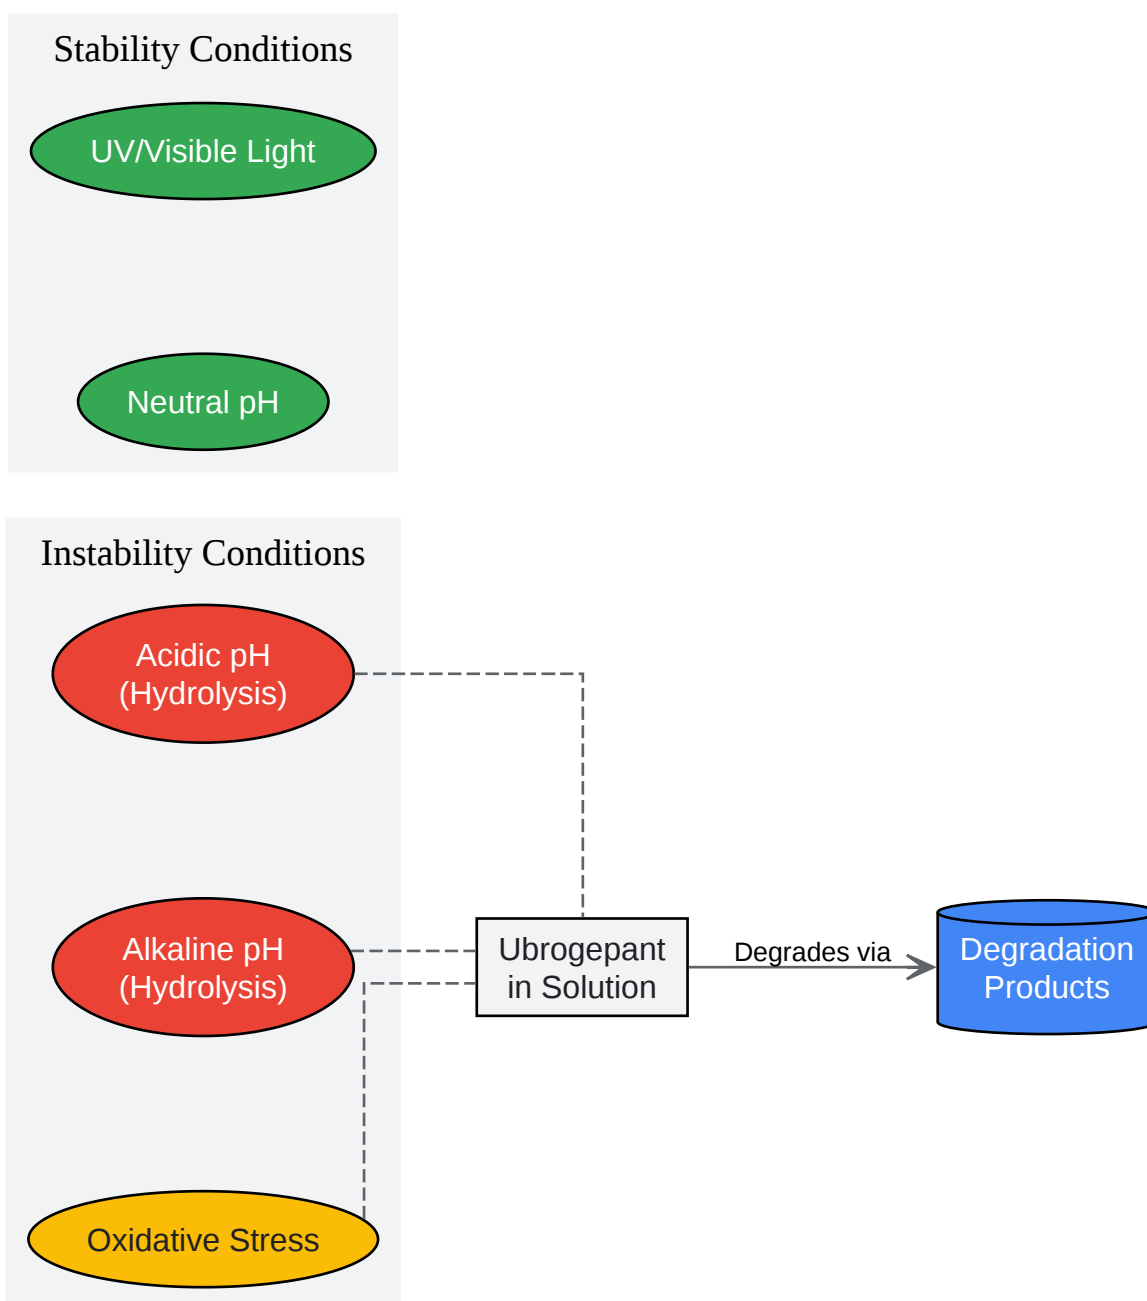 Stability Conditions
UV/Visible Light
Neutral pH
Instability Conditions
Acidic pH
(Hydrolysis)
Alkaline pH
(Hydrolysis)
Oxidative Stress
Ubrogepant
in Solution
Degrades via
Degradation
Products